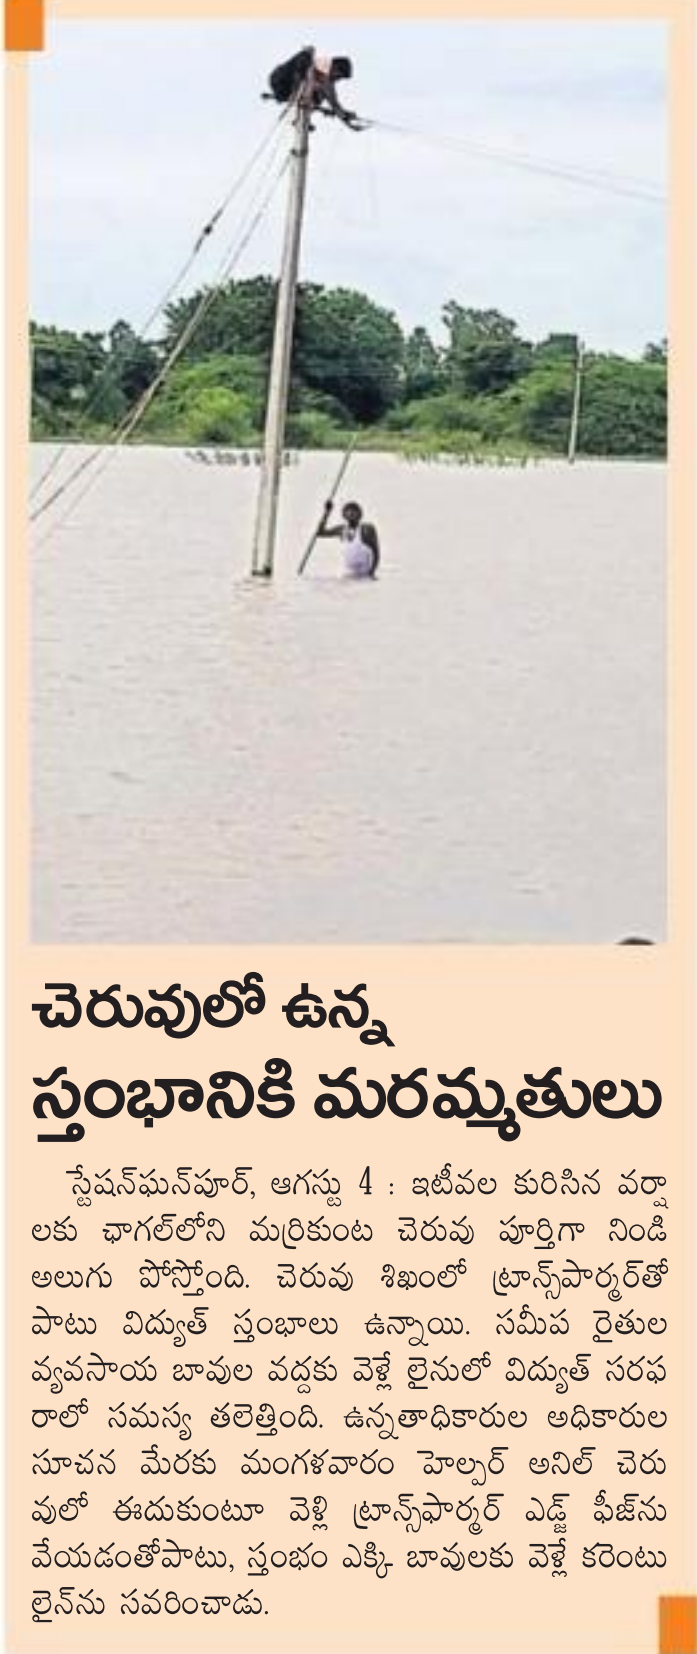 చెరువులో ఉన్న
స్తంభానికి మరమ్మతులు
స్టేషన్‌ఘన్‌పూర్, ఆగస్టు 4 : ఇటీవల కురిసిన వర్షా
లకు ఛాగల్‌లోని మర్రికుంట చెరువు పూర్తిగా నిండి
అలుగు పోస్తోంది. చెరువు శిఖంలో ట్రాన్స్‌పార్మర్‌తో
పాటు విద్యుత్ స్తంభాలు ఉన్నాయి. సమీప రైతుల
వ్యవసాయ బావుల వద్దకు వెళ్లే లైనులో విద్యుత్ సరఫ
రాలో సమస్య తలెత్తింది. ఉన్నతాధికారుల అధికారుల
సూచన మేరకు మంగళవారం హెల్పర్ అనిల్ చెరు
వులో ఈదుకుంటూ వెళ్లి ట్రాన్స్‌ఫార్మర్ ఎడ్జ్ ఫీజ్‌ను
వేయడంతోపాటు, స్తంభం ఎక్కి బావులకు వెళ్లే కరెంటు
లైన్‌ను సవరించాడు.